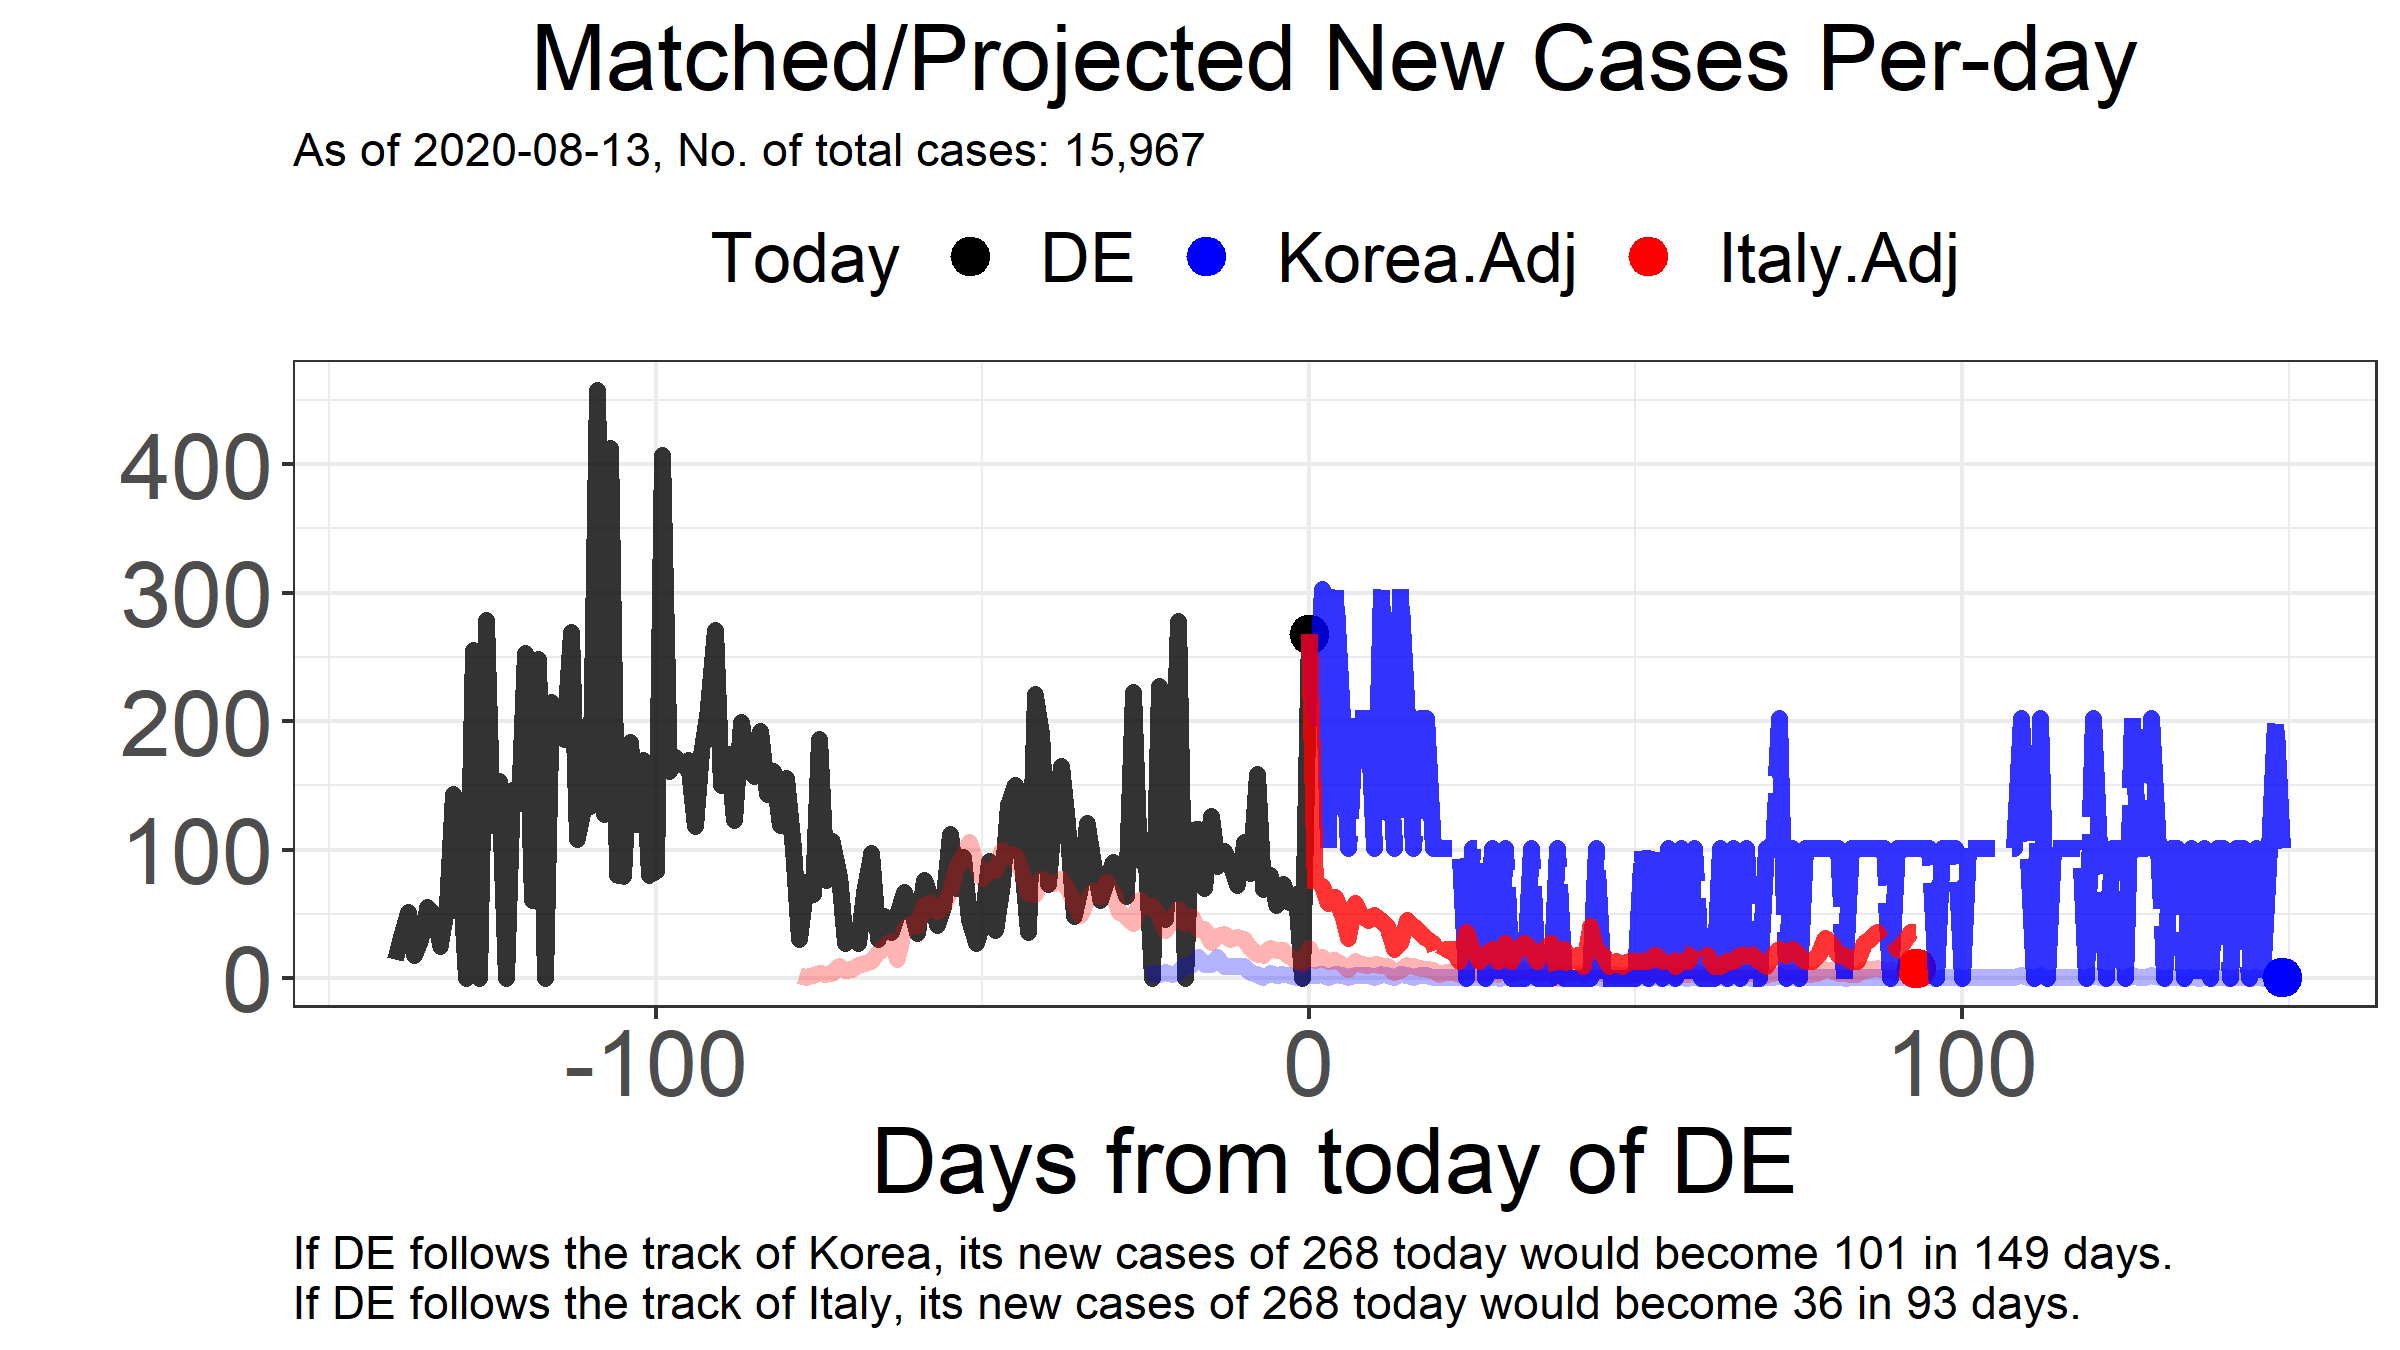 Matched/Projected New Cases Per-day
As of 2020-08-13, No. of total cases: 15,967
Today DE Korea.Adj Italy.Adj
400
300
200
100
0
-100 0 100
Days from today of DE
If DE follows the track of Korea, its new cases of 268 today would become 101 in 149 days.
If DE follows the track of Italy, its new cases of 268 today would become 36 in 93 days.